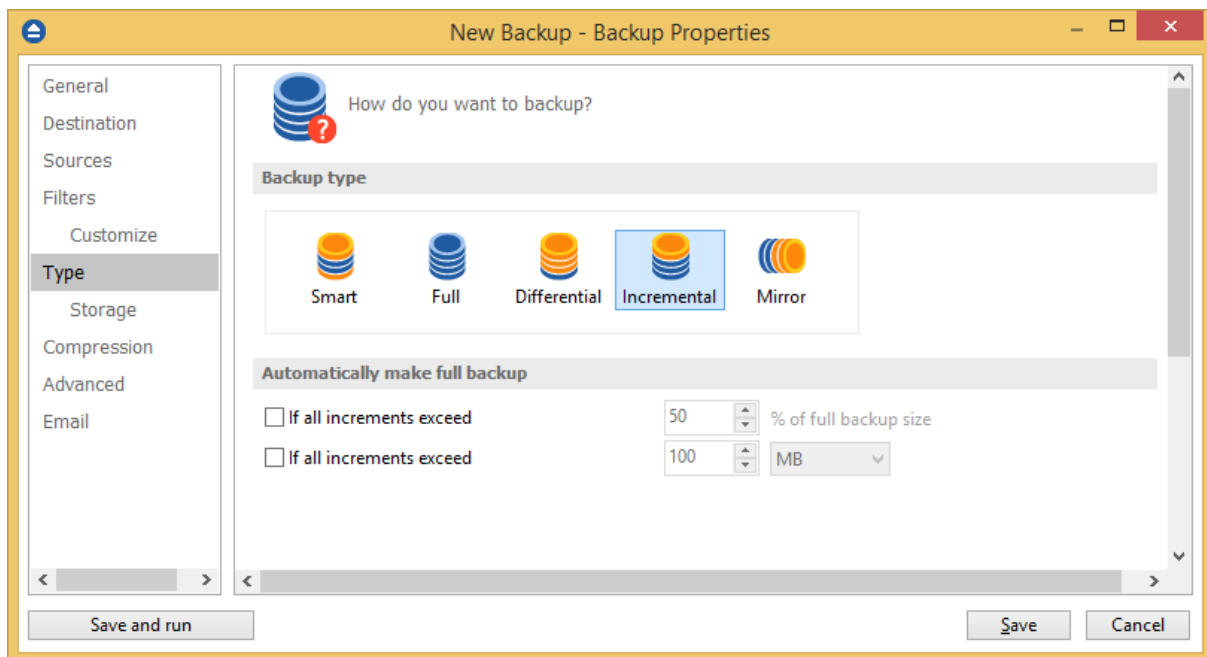 New Backup - Backup Properties
General
Destination
Sources
Filters
Customize
Type
Storage
Compression
Advanced
Email
How do you want to backup?
Backup type
Smart Full Differential Incremental Mirror
Automatically make full backup
If all increments exceed 50 % of full backup size
If all increments exceed 100 MB
Save and run Save Cancel